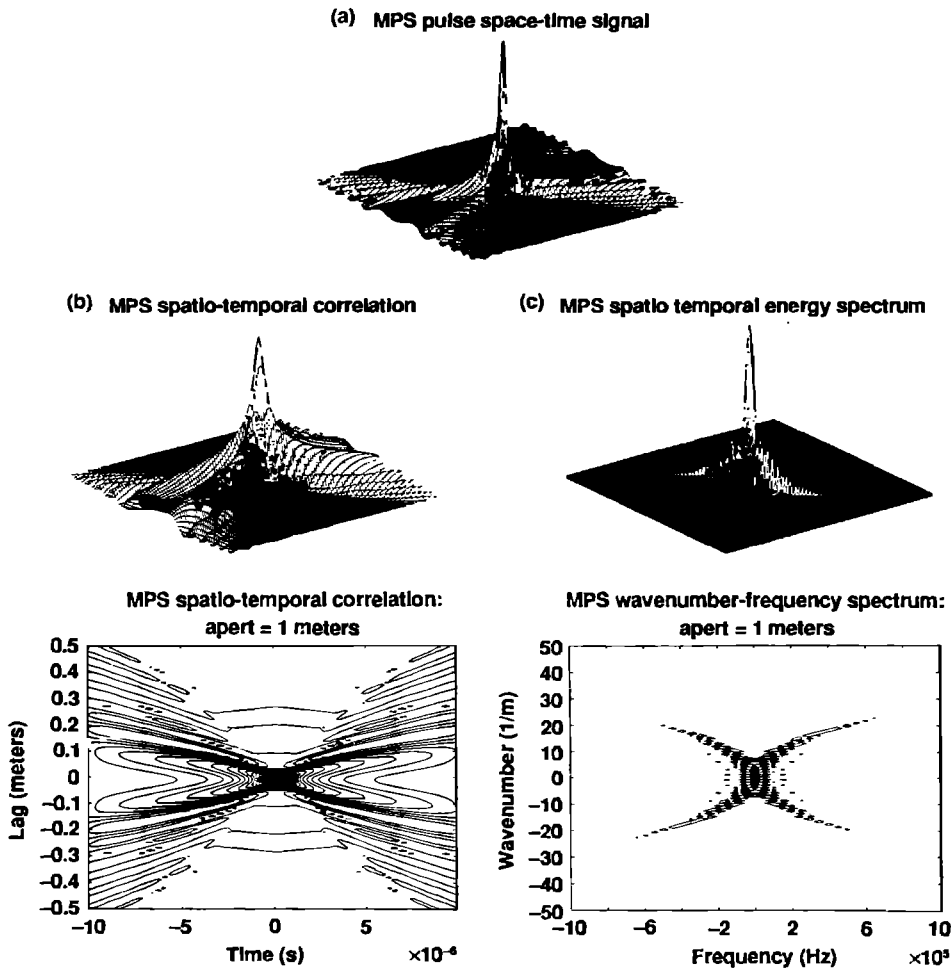 (a) MPS pulse space-time signal
(b) MPS spatio-temporal correlation
(c) MPS spatio temporal energy spectrum
MPS spatio-temporal correlation:
apert = 1 meters
0.5
0.4
0.3
0.2
0.1
0
−0.1
−0.2
−0.3
−0.4
−0.5
Lag (meters)
−10 −5 0 5
Time (s)
×10⁻⁶
MPS wavenumber-frequency spectrum:
apert = 1 meters
50
40
30
20
10
0
−10
−20
−30
−40
−50
Wavenumber (1/m)
−10 −6 −2 2 6 10
Frequency (Hz)
×10⁵